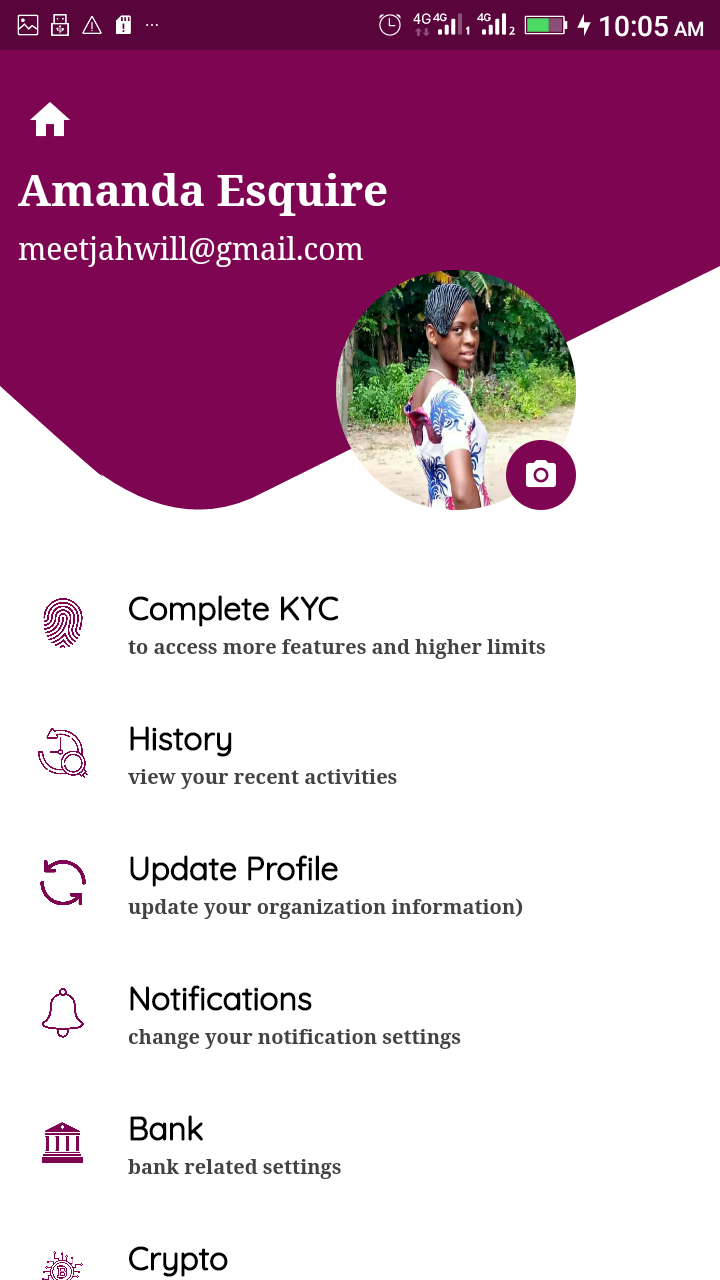 4G 4G 1 4G 2 10:05 AM
Amanda Esquire
meetjahwill@gmail.com
Complete KYC
to access more features and higher limits
History
view your recent activities
Update Profile
update your organization information)
Notifications
change your notification settings
Bank
bank related settings
Crypto